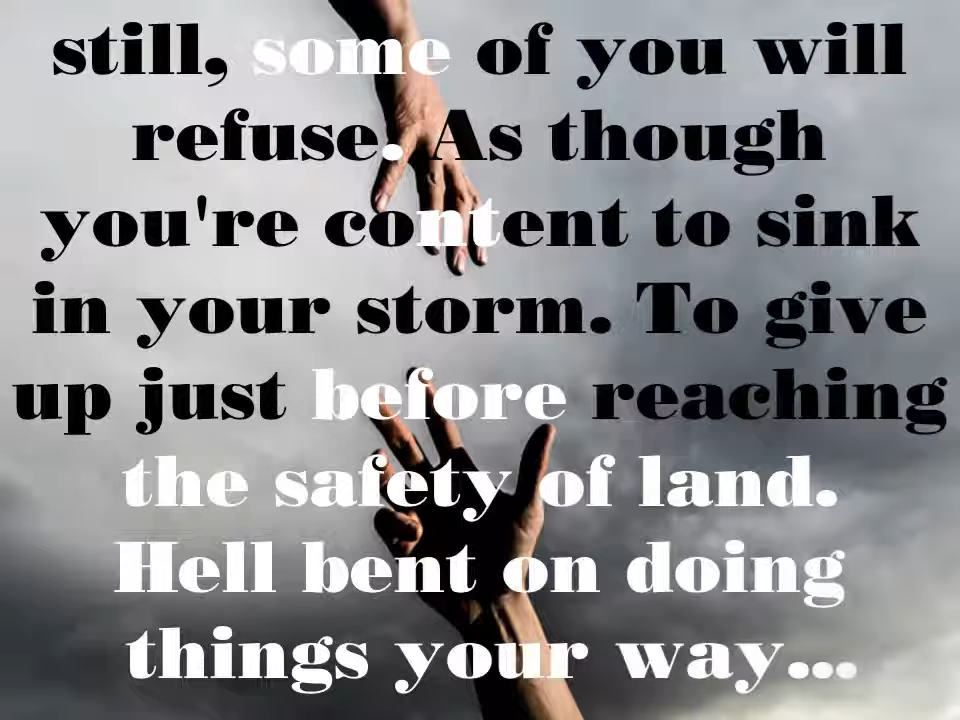 still, some of you will
refuse. As though
you're content to sink
in your storm. To give
up just before reaching
the safety of land.
Hell bent on doing
things your way...